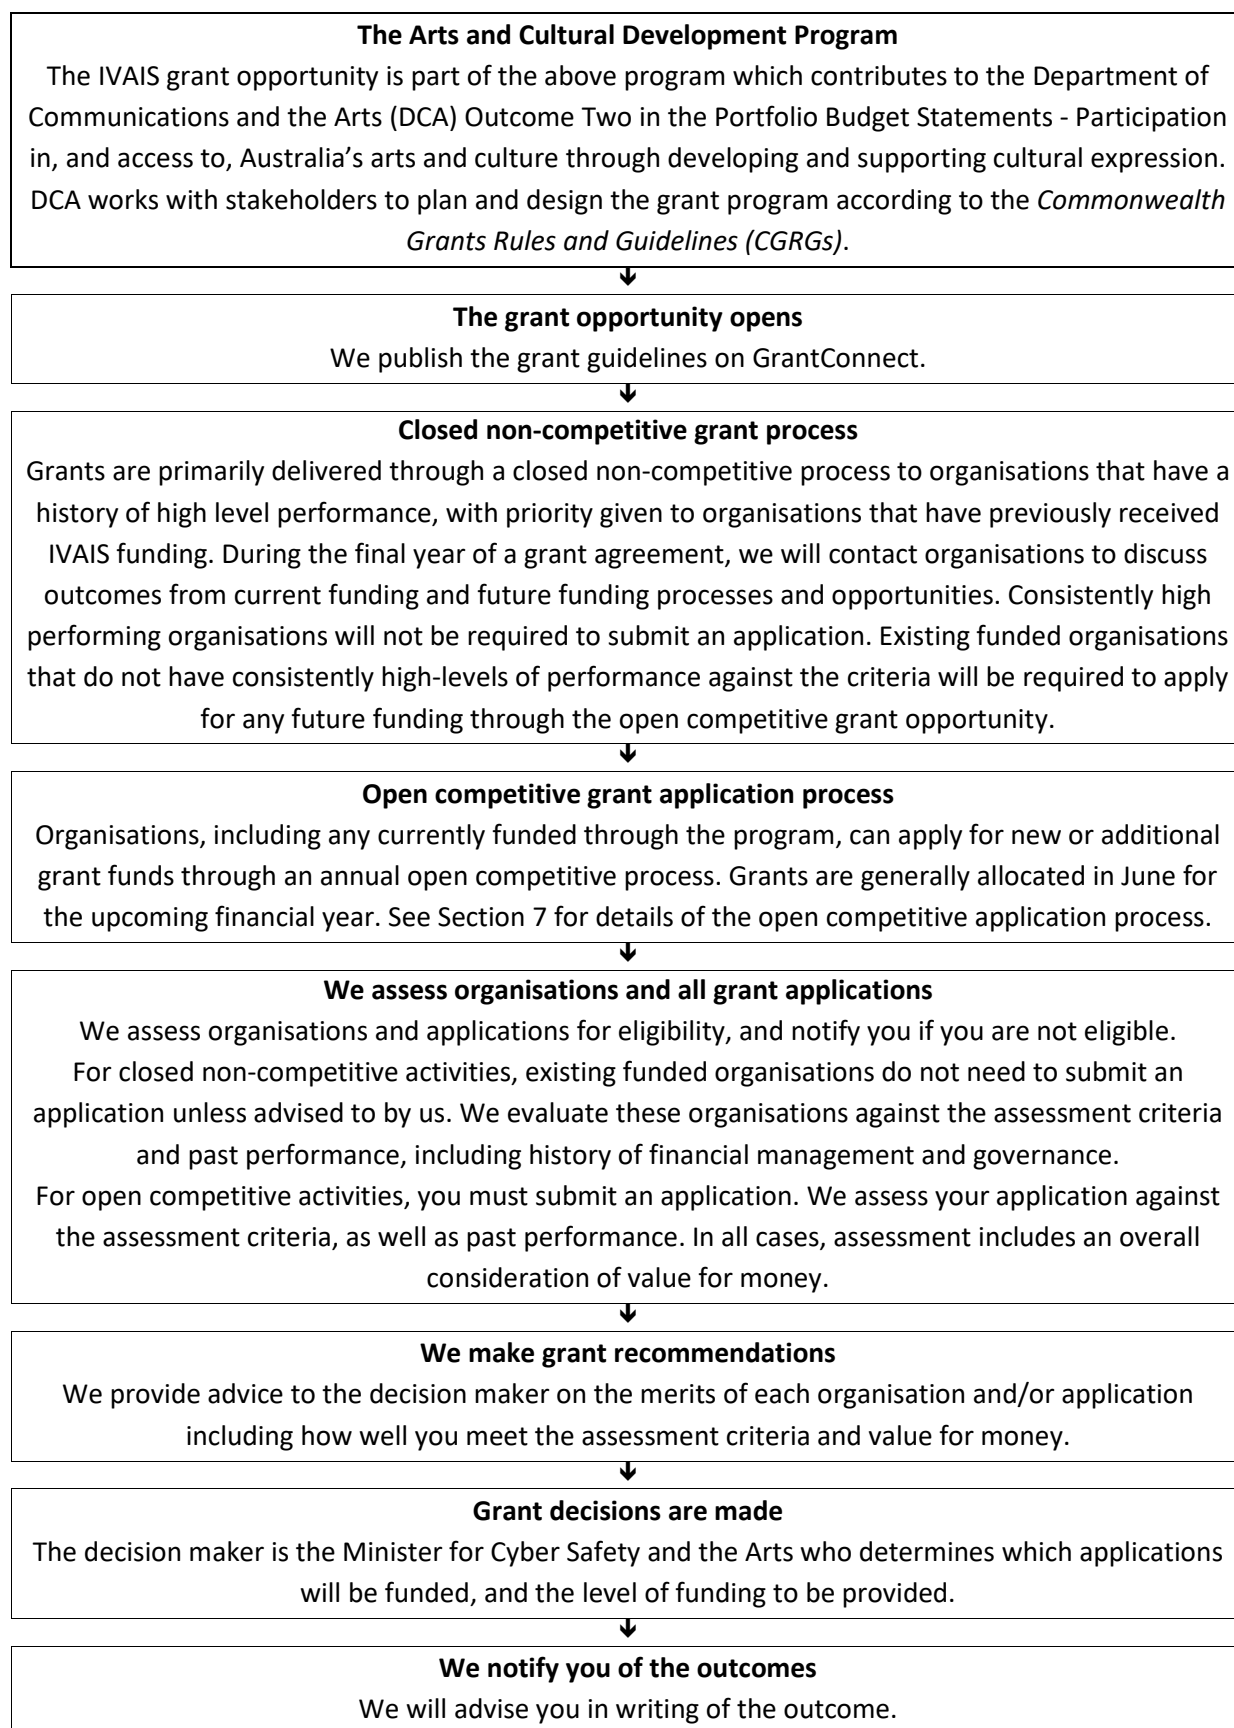 The Arts and Cultural Development Program
The IVAIS grant opportunity is part of the above program which contributes to the Department of
Communications and the Arts (DCA) Outcome Two in the Portfolio Budget Statements - Participation
in, and access to, Australia’s arts and culture through developing and supporting cultural expression.
DCA works with stakeholders to plan and design the grant program according to the Commonwealth
Grants Rules and Guidelines (CGRGs).
The grant opportunity opens
We publish the grant guidelines on GrantConnect.
Closed non-competitive grant process
Grants are primarily delivered through a closed non-competitive process to organisations that have a
history of high level performance, with priority given to organisations that have previously received
IVAIS funding. During the final year of a grant agreement, we will contact organisations to discuss
outcomes from current funding and future funding processes and opportunities. Consistently high
performing organisations will not be required to submit an application. Existing funded organisations
that do not have consistently high-levels of performance against the criteria will be required to apply
for any future funding through the open competitive grant opportunity.
Open competitive grant application process
Organisations, including any currently funded through the program, can apply for new or additional
grant funds through an annual open competitive process. Grants are generally allocated in June for
the upcoming financial year. See Section 7 for details of the open competitive application process.
We assess organisations and all grant applications
We assess organisations and applications for eligibility, and notify you if you are not eligible.
For closed non-competitive activities, existing funded organisations do not need to submit an
application unless advised to by us. We evaluate these organisations against the assessment criteria
and past performance, including history of financial management and governance.
For open competitive activities, you must submit an application. We assess your application against
the assessment criteria, as well as past performance. In all cases, assessment includes an overall
consideration of value for money.
We make grant recommendations
We provide advice to the decision maker on the merits of each organisation and/or application
including how well you meet the assessment criteria and value for money.
Grant decisions are made
The decision maker is the Minister for Cyber Safety and the Arts who determines which applications
will be funded, and the level of funding to be provided.
We notify you of the outcomes
We will advise you in writing of the outcome.